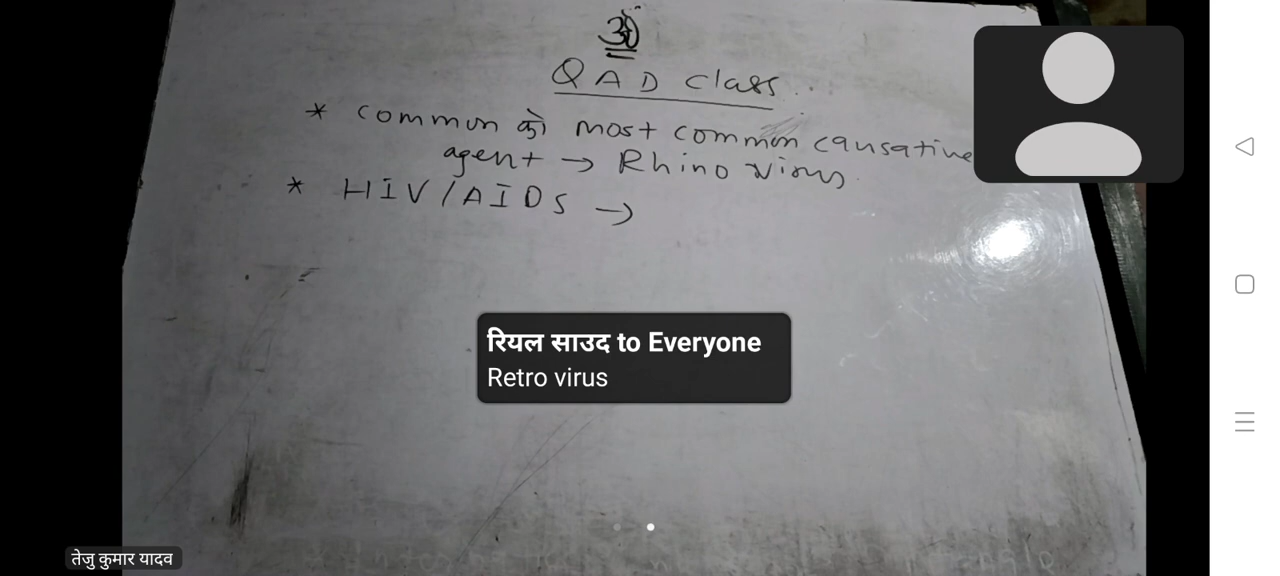 ॐ
QAD class
* common को most common causative
agent → Rhino virus
* HIV/AIDS →
रियल साउद to Everyone
Retro virus
तेजु कुमार यादव